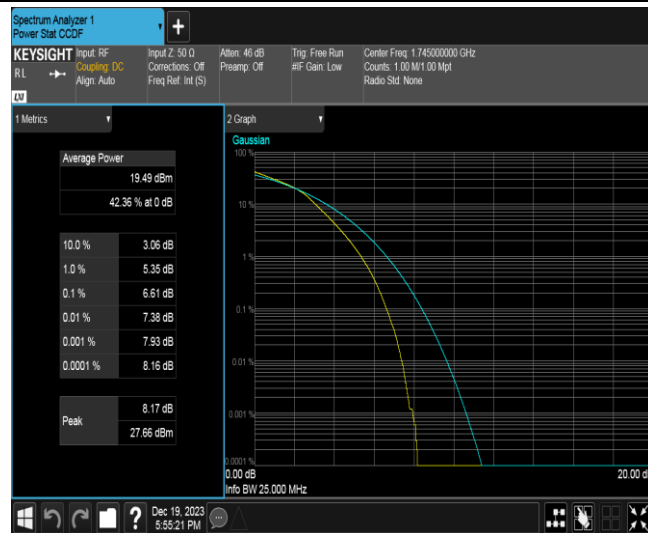 Spectrum Analyzer 1
Power Stat CCDF
+
KEYSIGHT
RL
LXI
Input: RF
Coupling: DC
Align: Auto
Input Z: 50 Ω
Corrections: Off
Freq Ref: Int (S)
Atten: 46 dB
Preamp: Off
Trig: Free Run
#IF Gain: Low
Center Freq: 1.745000000 GHz
Counts: 1.00 M/1.00 Mpt
Radio Std: None
1 Metrics
Average Power
19.49 dBm
42.36 % at 0 dB
10.0 % 3.06 dB
1.0 % 5.35 dB
0.1 % 6.61 dB
0.01 % 7.38 dB
0.001 % 7.93 dB
0.0001 % 8.16 dB
Peak
8.17 dB
27.66 dBm
2 Graph
Gaussian
100 %
10 %
1 %
0.1 %
0.01 %
0.001 %
0.0001 %
0.00 dB
20.00 d
Info BW 25.000 MHz
?
Dec 19, 2023
5:55:21 PM